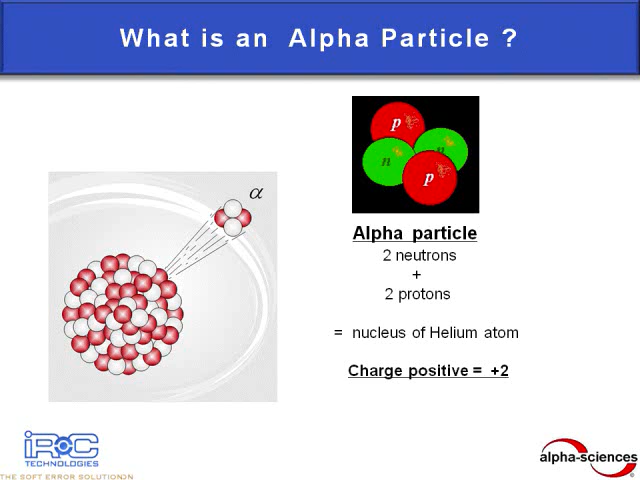 What is an Alpha Particle ?
p
n
n
p
α
Alpha particle
2 neutrons
+
2 protons
= nucleus of Helium atom
Charge positive = +2
iRoC
TECHNOLOGIES
THE SOFT ERROR SOLUTION
alpha-sciences